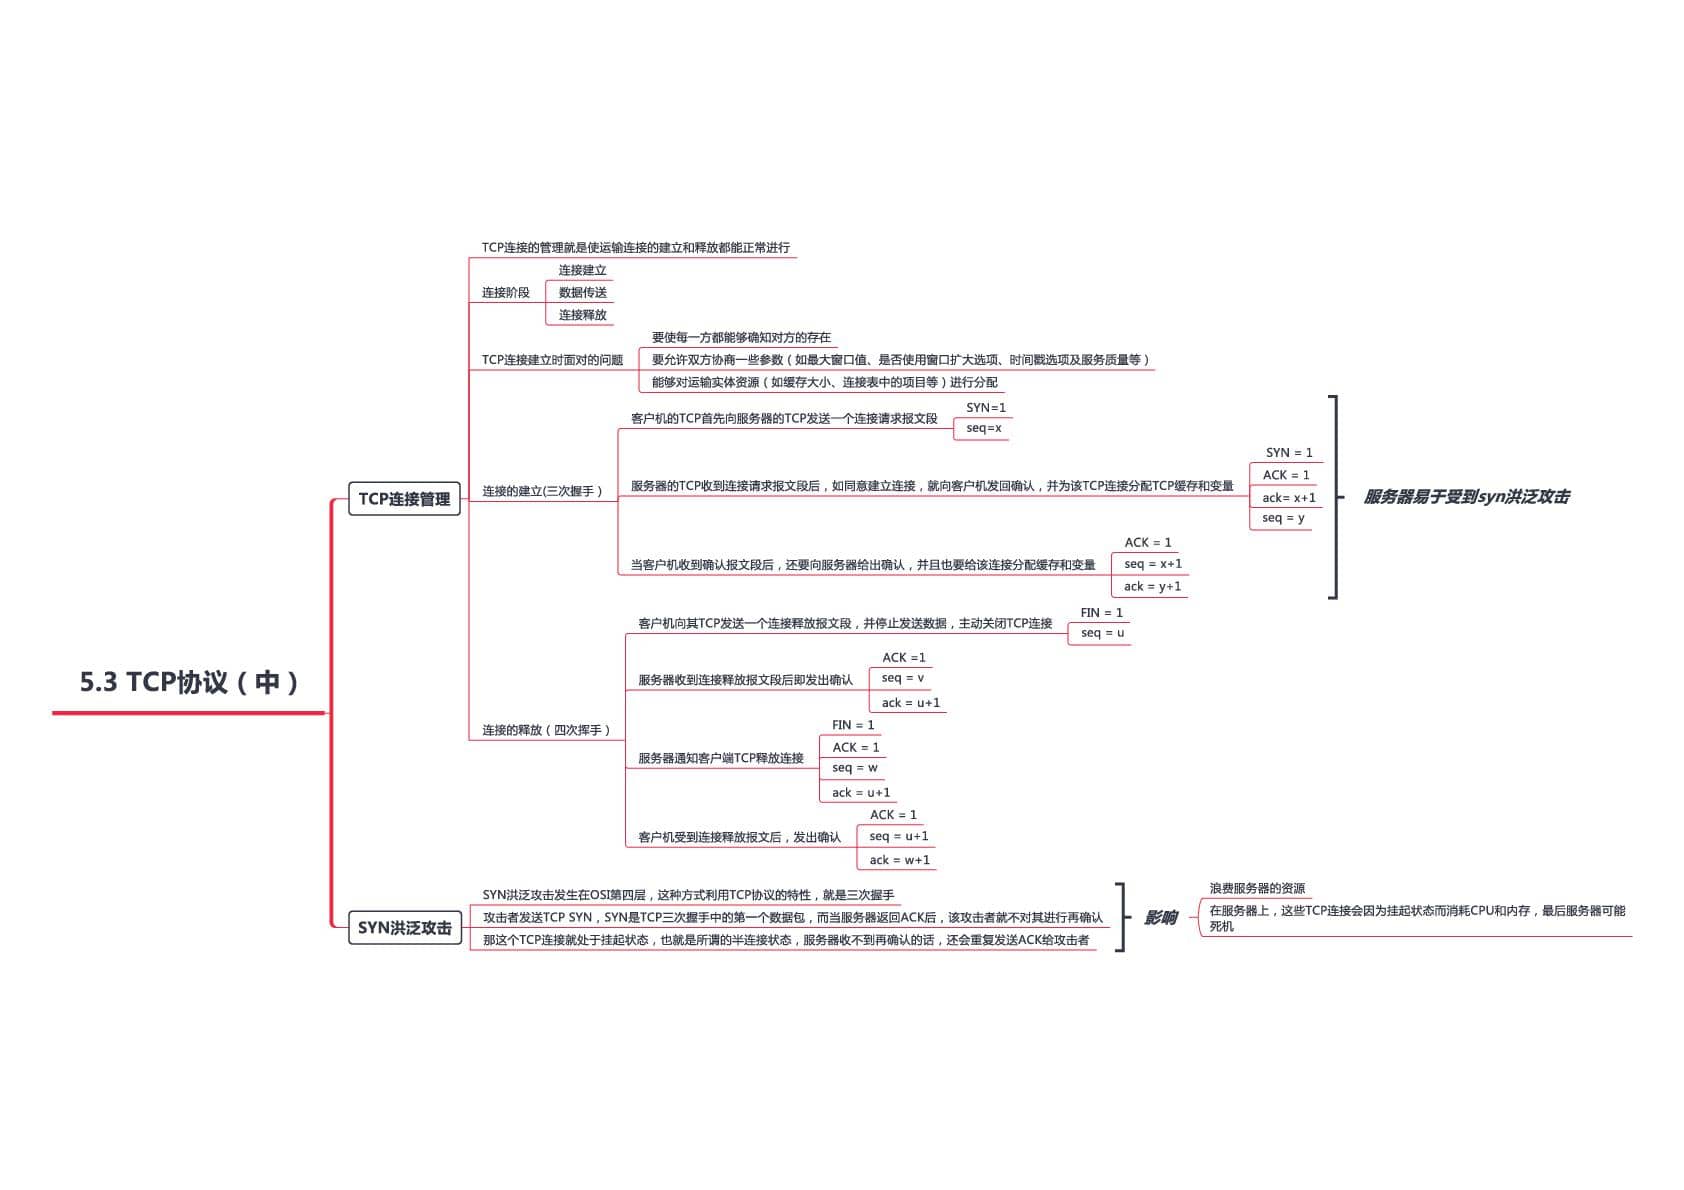 5.3 TCP协议（中）
TCP连接管理
TCP连接的管理就是使运输连接的建立和释放都能正常进行
连接阶段
连接建立
数据传送
连接释放
TCP连接建立时面对的问题
要使每一方都能够确知对方的存在
要允许双方协商一些参数（如最大窗口值、是否使用窗口扩大选项、时间戳选项及服务质量等）
能够对运输实体资源（如缓存大小、连接表中的项目等）进行分配
连接的建立(三次握手）
客户机的TCP首先向服务器的TCP发送一个连接请求报文段
SYN=1
seq=x
服务器的TCP收到连接请求报文段后，如同意建立连接，就向客户机发回确认，并为该TCP连接分配TCP缓存和变量
SYN = 1
ACK = 1
ack= x+1
seq = y
当客户机收到确认报文段后，还要向服务器给出确认，并且也要给该连接分配缓存和变量
ACK = 1
seq = x+1
ack = y+1
服务器易于受到syn洪泛攻击
连接的释放（四次挥手）
客户机向其TCP发送一个连接释放报文段，并停止发送数据，主动关闭TCP连接
FIN = 1
seq = u
服务器收到连接释放报文段后即发出确认
ACK =1
seq = v
ack = u+1
服务器通知客户端TCP释放连接
FIN = 1
ACK = 1
seq = w
ack = u+1
客户机受到连接释放报文后，发出确认
ACK = 1
seq = u+1
ack = w+1
SYN洪泛攻击
SYN洪泛攻击发生在OSI第四层，这种方式利用TCP协议的特性，就是三次握手
攻击者发送TCP SYN，SYN是TCP三次握手中的第一个数据包，而当服务器返回ACK后，该攻击者就不对其进行再确认
那这个TCP连接就处于挂起状态，也就是所谓的半连接状态，服务器收不到再确认的话，还会重复发送ACK给攻击者
影响
浪费服务器的资源
在服务器上，这些TCP连接会因为挂起状态而消耗CPU和内存，最后服务器可能
死机